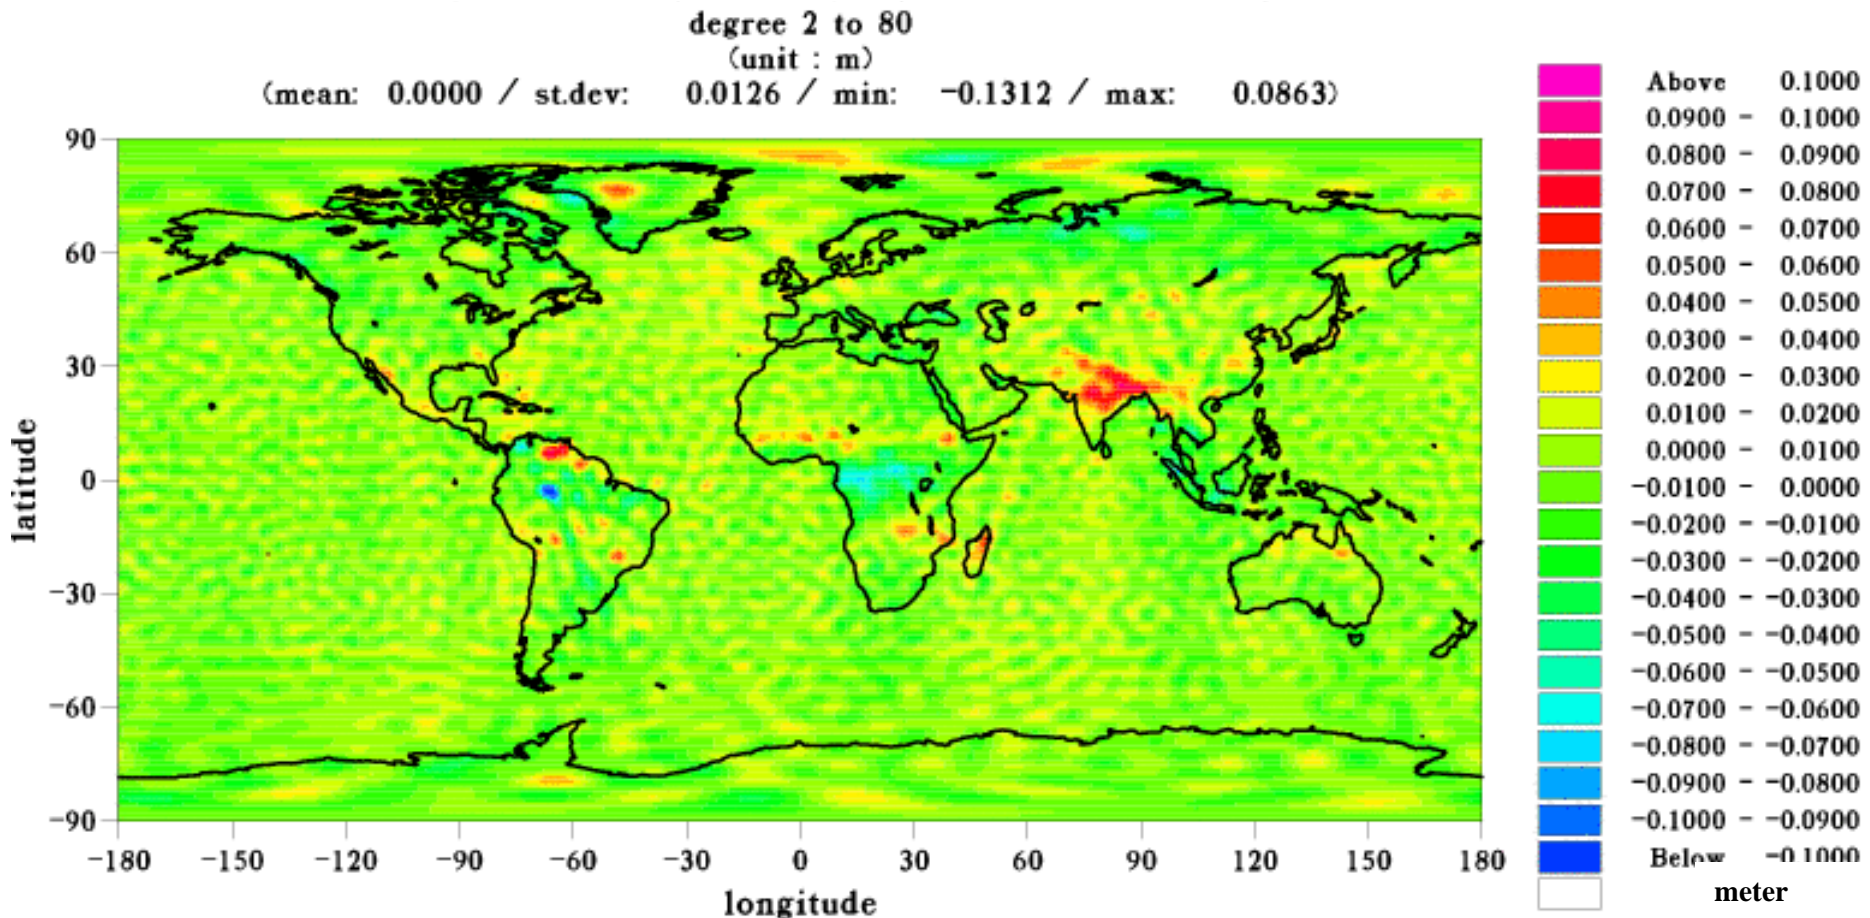 degree 2 to 80
(unit : m)
(mean: 0.0000 / st.dev: 0.0126 / min: −0.1312 / max: 0.0863)
90
60
30
0
−30
−60
−90
latitude
−180 −150 −120 −90 −60 −30 0 30 60 90 120 150 180
longitude
Above 0.1000
0.0900 − 0.1000
0.0800 − 0.0900
0.0700 − 0.0800
0.0600 − 0.0700
0.0500 − 0.0600
0.0400 − 0.0500
0.0300 − 0.0400
0.0200 − 0.0300
0.0100 − 0.0200
0.0000 − 0.0100
−0.0100 − 0.0000
−0.0200 − −0.0100
−0.0300 − −0.0200
−0.0400 − −0.0300
−0.0500 − −0.0400
−0.0600 − −0.0500
−0.0700 − −0.0600
−0.0800 − −0.0700
−0.0900 − −0.0800
−0.1000 − −0.0900
Below −0.1000
meter